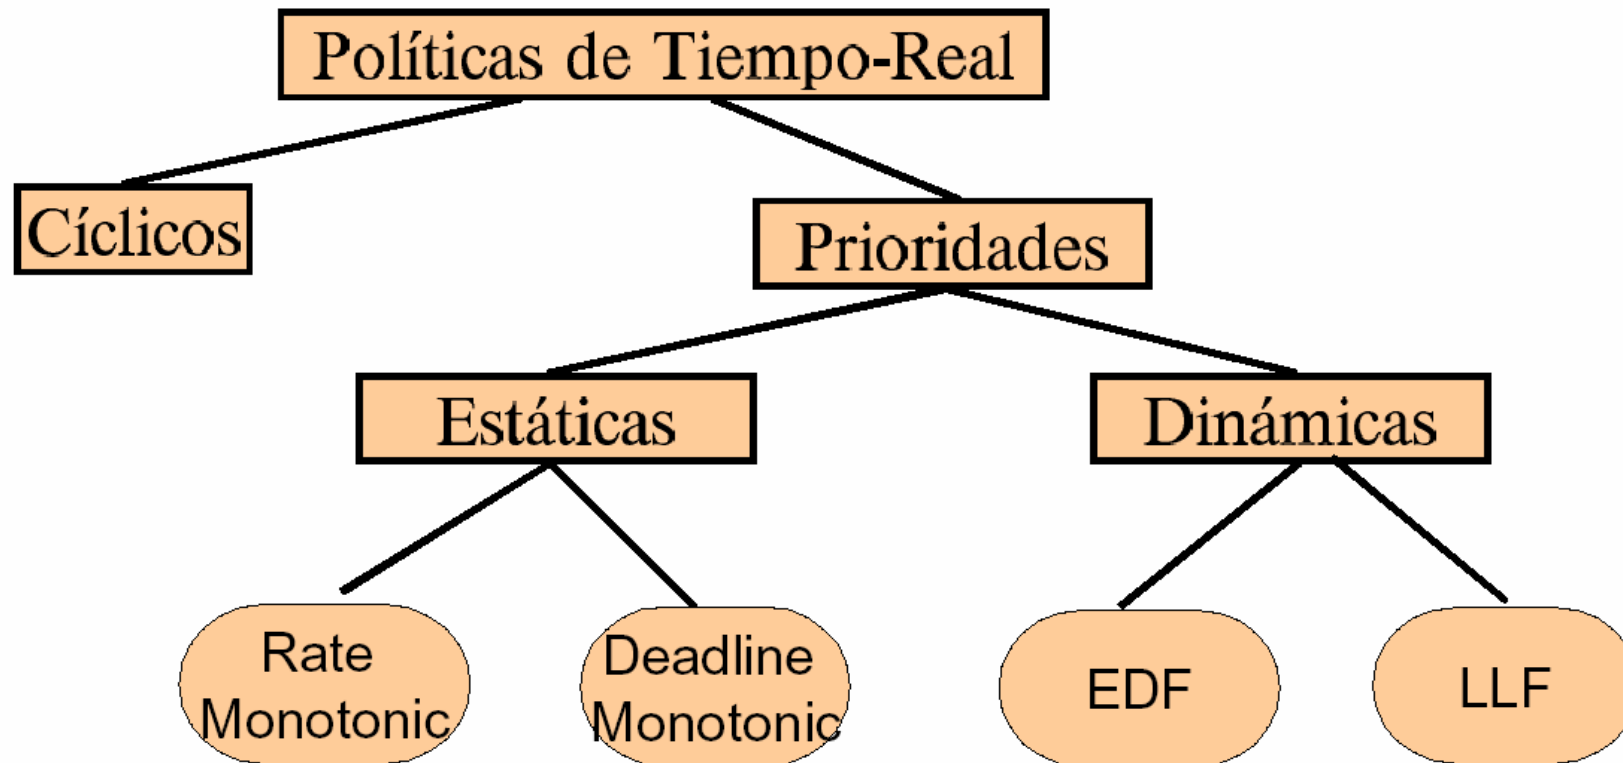 Políticas de Tiempo-Real
Cíclicos
Prioridades
Estáticas
Dinámicas
Rate
Monotonic
Deadline
Monotonic
EDF
LLF